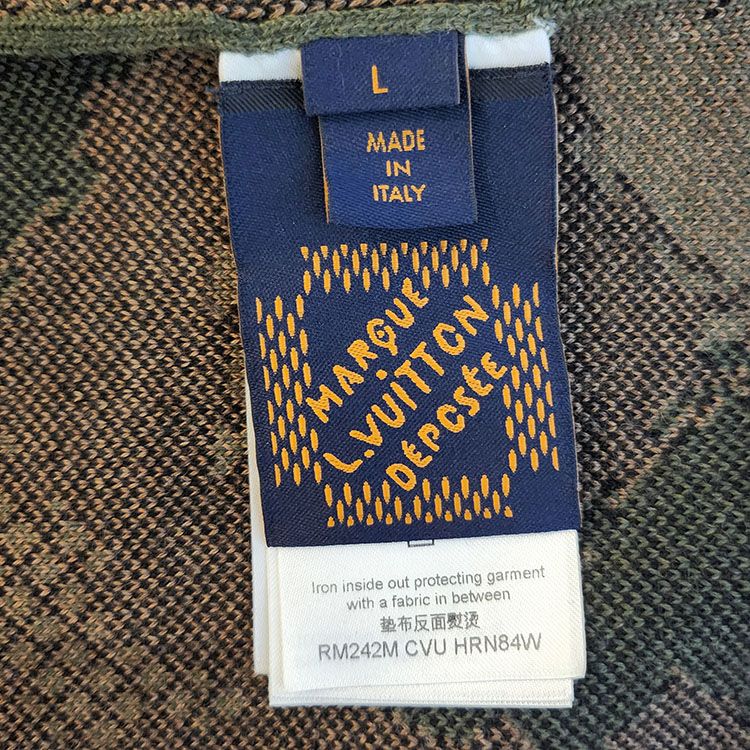 L
MADE
IN
ITALY
MARQUE
L.VUITTON
DÉPOSÉE
Iron inside out protecting garment
with a fabric in between
垫布反面熨烫
RM242M CVU HRN84W